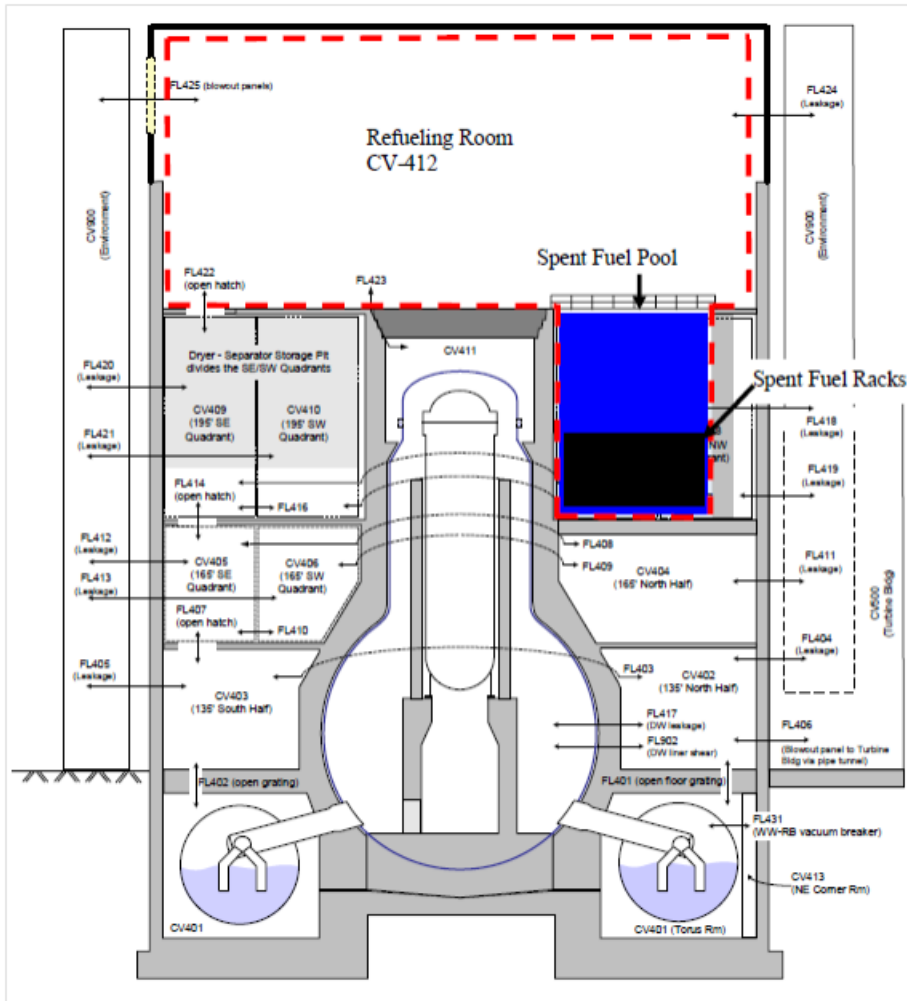 FL425 (blowout panels)
FL424
(Leakage)
Refueling Room
CV-412
CV900
(Environment)
CV900
(Environment)
Spent Fuel Pool
FL423
FL422
(open hatch)
CV411
Dryer - Separator Storage Pit
divides the SE/SW Quadrants
FL420
(Leakage)
Spent Fuel Racks
CV409
(195' SE
Quadrant)
CV410
(195' SW
Quadrant)
FL418
(Leakage)
NW
FL421
(Leakage)
FL419
(Leakage)
FL414
(open hatch)
FL416
FL412
(Leakage)
FL408
CV405
(165' SE
Quadrant)
CV406
(165' SW
Quadrant)
FL409
CV404
(165' North Half)
FL411
(Leakage)
FL413
(Leakage)
FL407
(open hatch)
FL410
CV500
(Turbine Bldg)
FL404
(Leakage)
FL405
(Leakage)
FL403
CV402
(135' North Half)
CV403
(135' South Half)
FL417
(DW leakage)
FL902
(DW liner shear)
FL406
(Blowout panel to Turbine
Bldg via pipe tunnel)
FL402 (open grating)
FL401 (open floor grating)
FL431
(WW-RB vacuum breaker)
CV413
(NE Corner Rm)
CV401
CV401 (Torus Rm)